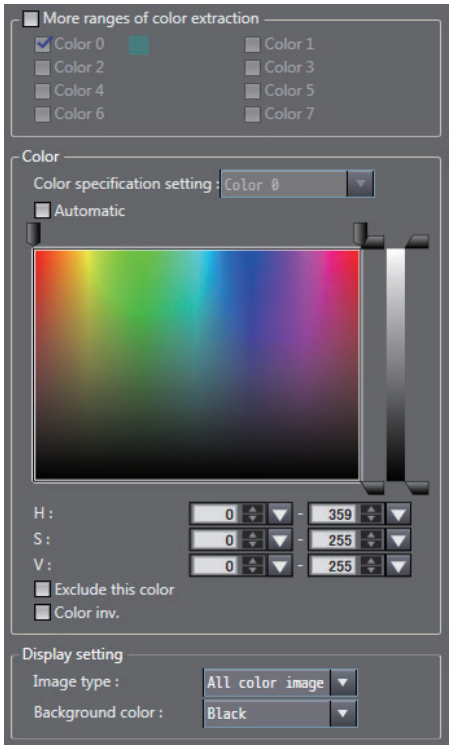 More ranges of color extraction
Color 0 Color 1
Color 2 Color 3
Color 4 Color 5
Color 6 Color 7
Color
Color specification setting : Color 0
Automatic
H : 0 - 359
S : 0 - 255
V : 0 - 255
Exclude this color
Color inv.
Display setting
Image type : All color image
Background color : Black